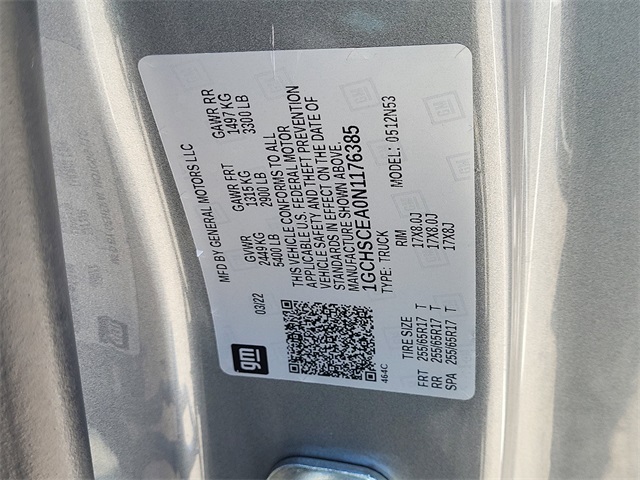 MFD BY GENERAL MOTORS LLC
03/22
GVWR GAWR FRT GAWR RR
2449 KG 1315 KG 1497 KG
5400 LB 2900 LB 3300 LB
THIS VEHICLE CONFORMS TO ALL
APPLICABLE U.S. FEDERAL MOTOR
VEHICLE SAFETY AND THEFT PREVENTION
STANDARDS IN EFFECT ON THE DATE OF
MANUFACTURE SHOWN ABOVE.
1GCHSCEA0N1176385
TYPE: TRUCK MODEL: 0512N53
gm
464C
TIRE SIZE RIM
FRT 255/65R17 T 17X8.0J
RR 255/65R17 T 17X8.0J
SPA 255/65R17 T 17X8J